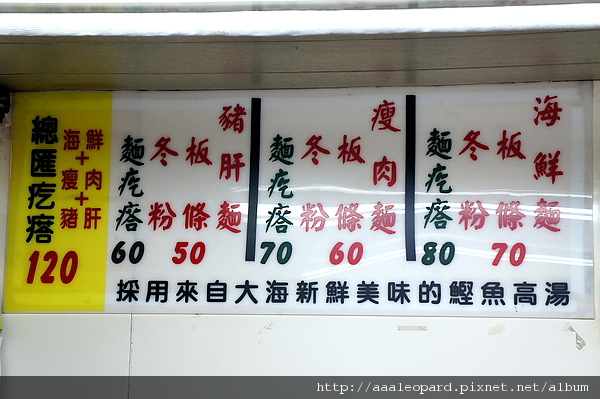 豬肝麵
板條
冬粉
50
麵疙瘩
60
瘦肉麵
板條
冬粉
60
麵疙瘩
70
海鮮麵
板條
冬粉
70
麵疙瘩
80
總匯疙瘩
海鮮
+
瘦肉
+
豬肝
120
採用來自大海新鮮美味的鰹魚高湯
http://aaaleopard.pixnet.net/album